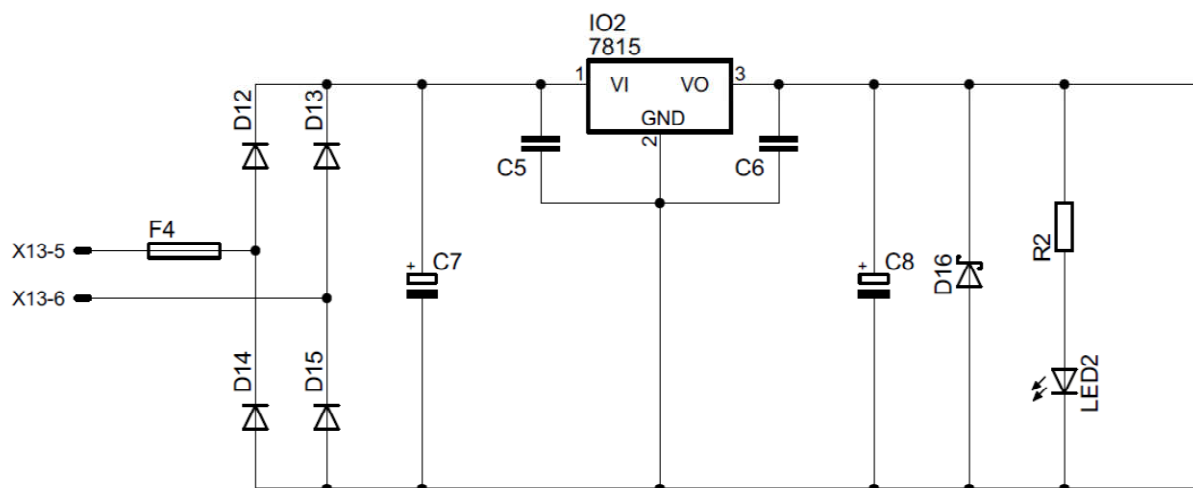 IO2
7815
1
VI
VO
3
GND
2
D12
D13
C5
C6
F4
X13-5
X13-6
+
C7
+
C8
D16
R2
D14
D15
LED2